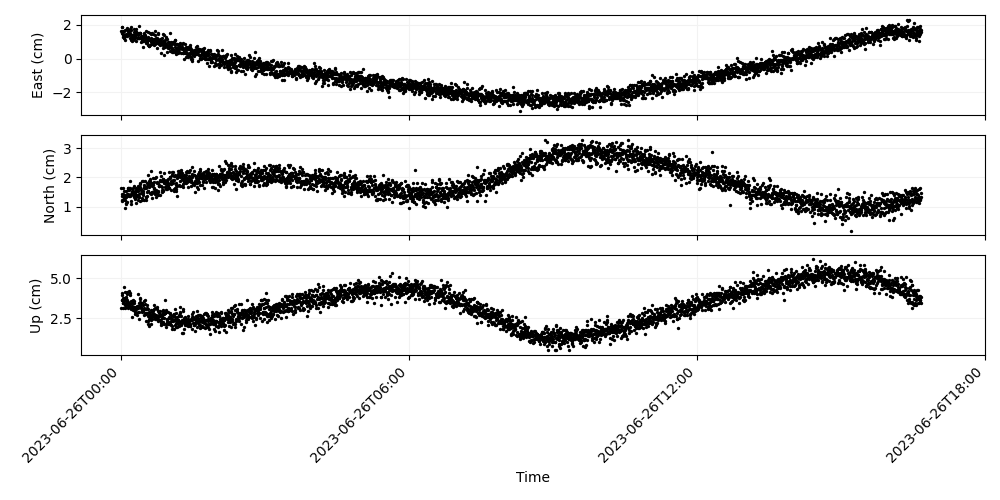 East (cm)
2
0
−2
North (cm)
3
2
1
Up (cm)
5.0
2.5
2023-06-26T00:00
2023-06-26T06:00
2023-06-26T12:00
2023-06-26T18:00
Time